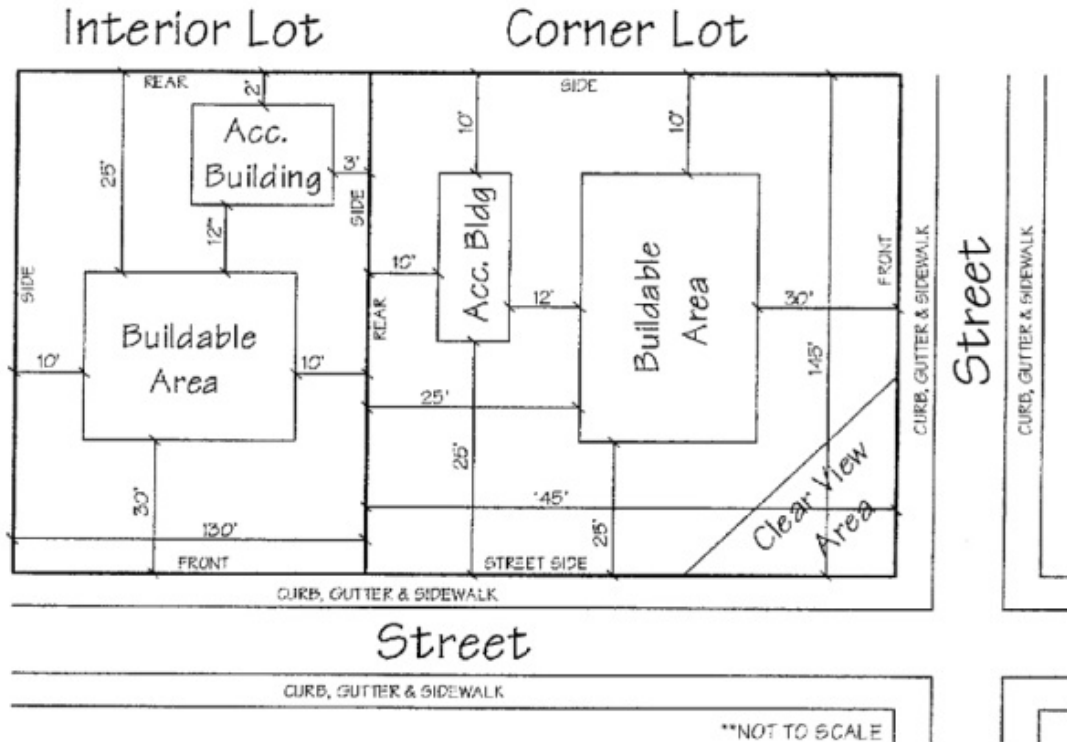 Interior Lot
Corner Lot
REAR
2'
Acc.
Building
3'
25'
12'"
SIDE
SIDE
Buildable
Area
10'
10'
30'
130'
FRONT
SIDE
10'
10'
Acc. Bldg
10'
12'
REAR
Buildable
Area
30'
FRONT
145'
25'
25'
145'
25'
Clear View
Area
STREET SIDE
CURB, GUTTER & SIDEWALK
Street
CURB, GUTTER & SIDEWALK
CURB, GUTTER & SIDEWALK
Street
CURB, GUTTER & SIDEWALK
**NOT TO SCALE